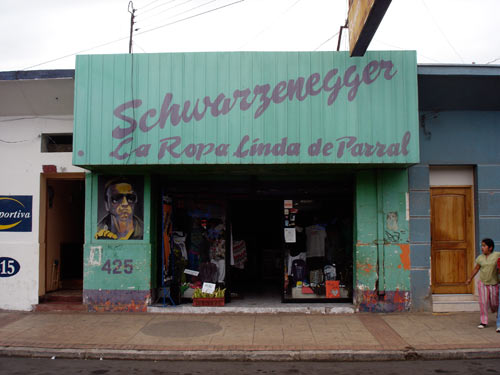 Schwarzenegger
La Ropa Linda de Parral
portiva
425
15